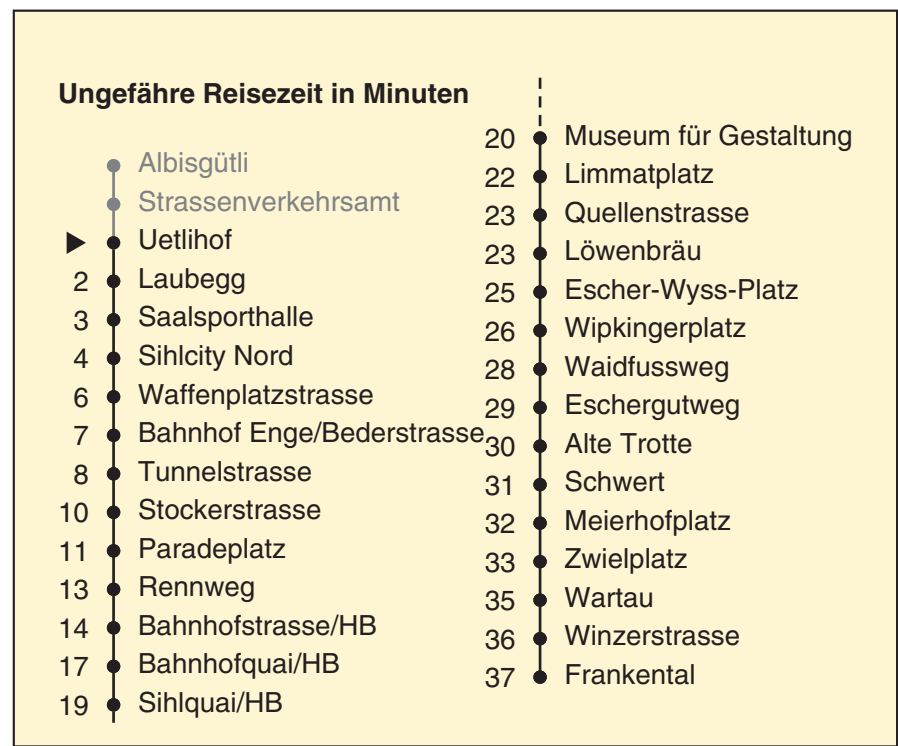 Ungefähre Reisezeit in Minuten
Albisgütli
Strassenverkehrsamt
Uetlihof
2 Laubegg
3 Saalsporthalle
4 Sihlcity Nord
6 Waffenplatzstrasse
7 Bahnhof Enge/Bederstrasse
8 Tunnelstrasse
10 Stockerstrasse
11 Paradeplatz
13 Rennweg
14 Bahnhofstrasse/HB
17 Bahnhofquai/HB
19 Sihlquai/HB
20 Museum für Gestaltung
22 Limmatplatz
23 Quellenstrasse
23 Löwenbräu
25 Escher-Wyss-Platz
26 Wipkingerplatz
28 Waidfussweg
29 Eschergutweg
30 Alte Trotte
31 Schwert
32 Meierhofplatz
33 Zwielplatz
35 Wartau
36 Winzerstrasse
37 Frankental